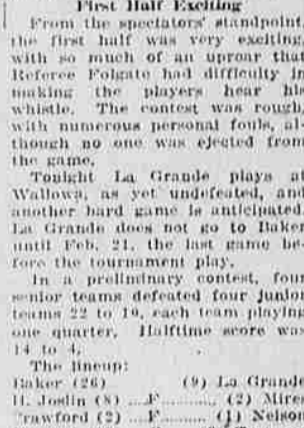 First Half Exciting
From the spectators' standpoint,
the first half was very exciting,
with so much of an uproar that
Referee Folgate had difficulty in
making the players hear his
whistle. The contest was rough
with numerous personal fouls, al-
though no one was ejected from
the game.
Tonight La Grande plays at
Wallowa, as yet undefeated, and
another hard game is anticipated.
La Grande does not go to Baker
until Feb. 21, the last game be-
fore the tournament play.
In a preliminary contest, four
senior teams defeated four junior
teams 22 to 19, each team playing
one quarter. Halftime score was
14 to 4.
The lineup:
Baker (26) (9) La Grande
H. Joslin (8) ...F......... (2) Mires
Crawford (2) ...F......... (1) Nelson